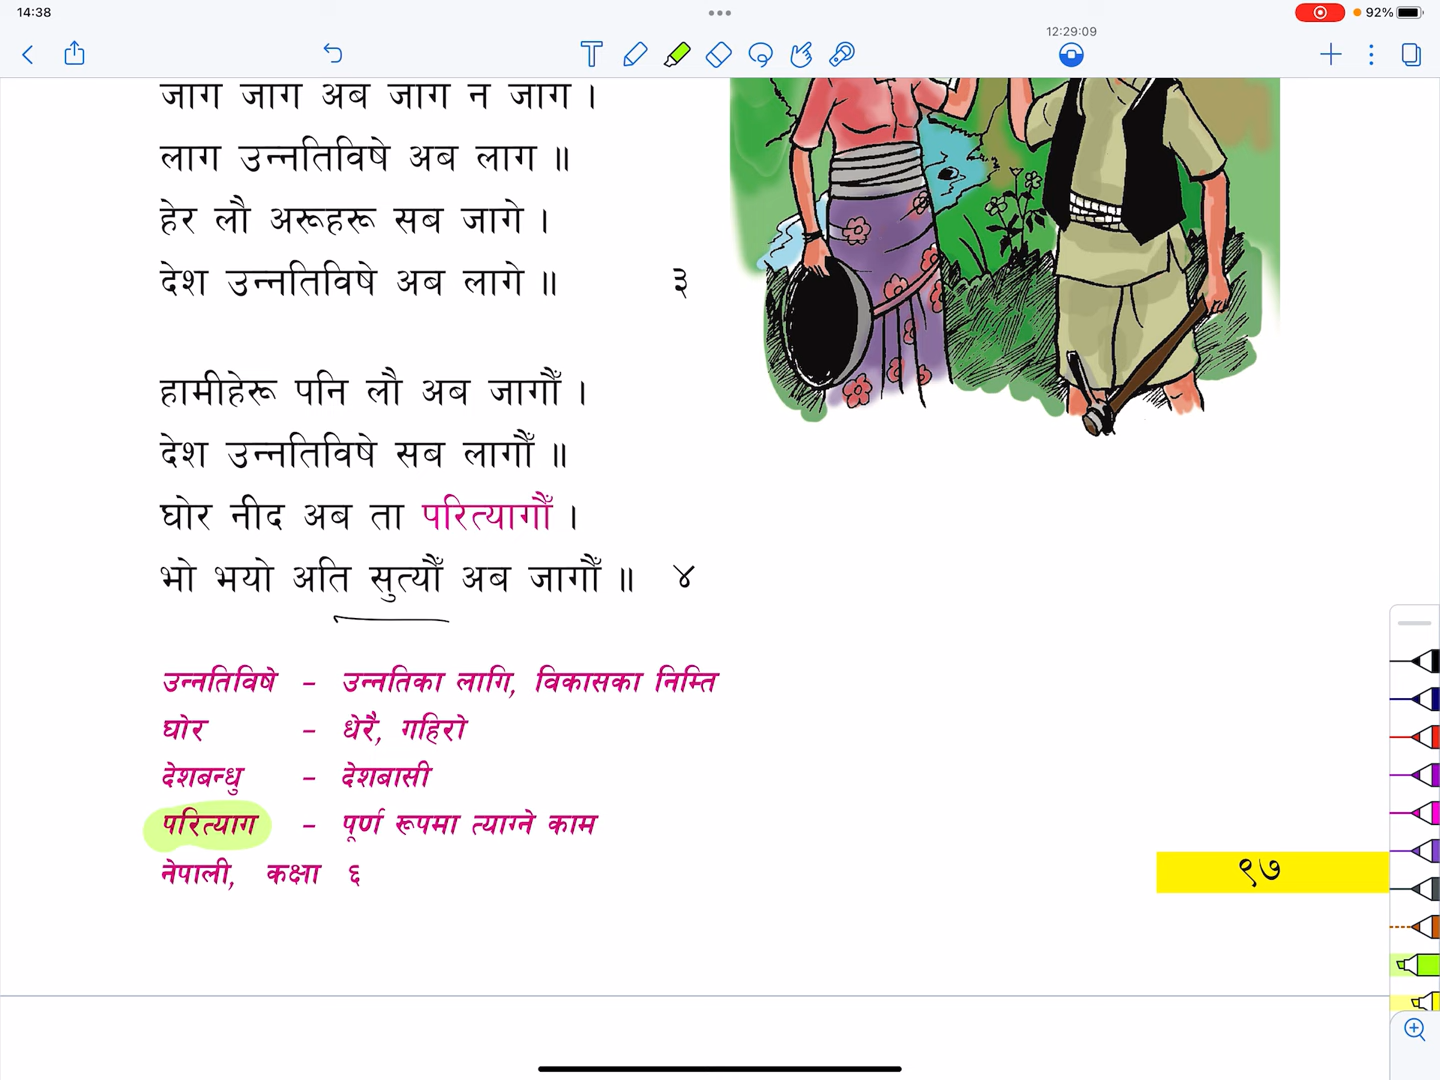 14:38
92%
12:29:09
जाग जाग अब जाग न जाग ।
लाग उन्नतिविषे अब लाग ॥
हेर लौ अरूहरू सब जागे ।
देश उन्नतिविषे अब लागे ॥ ३
हामीहेरू पनि लौ अब जागौँ ।
देश उन्नतिविषे सब लागौँ ॥
घोर नीद अब ता परित्यागौँ ।
भो भयो अति सुत्यौँ अब जागौँ ॥ ४
उन्नतिविषे – उन्नतिका लागि, विकासका निम्ति
घोर – धेरै, गहिरो
देशबन्धु – देशबासी
परित्याग – पूर्ण रूपमा त्याग्ने काम
नेपाली, कक्षा ६
९७